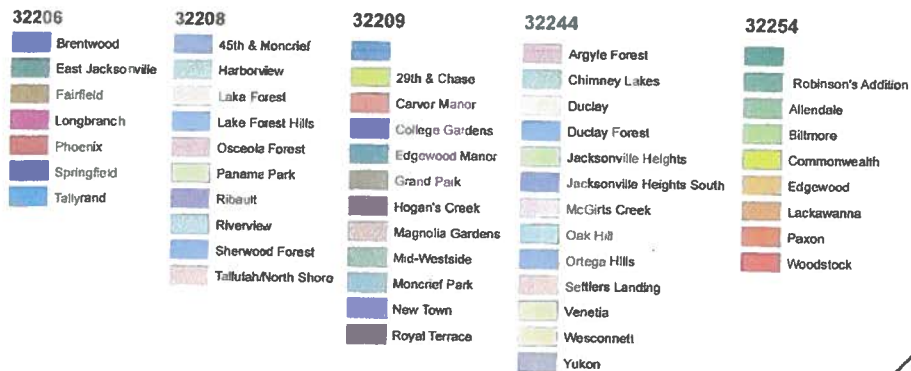 32206
Brentwood
East Jacksonville
Fairfield
Longbranch
Phoenix
Springfield
Tallyrand
32208
45th & Moncrief
Harborview
Lake Forest
Lake Forest Hills
Osceola Forest
Panama Park
Ribault
Riverview
Sherwood Forest
Tallulah/North Shore
32209
29th & Chase
Carver Manor
College Gardens
Edgewood Manor
Grand Park
Hogan's Creek
Magnolia Gardens
Mid-Westside
Moncrief Park
New Town
Royal Terrace
32244
Argyle Forest
Chimney Lakes
Duclay
Duclay Forest
Jacksonville Heights
Jacksonville Heights South
McGirts Creek
Oak Hill
Ortega Hills
Settlers Landing
Venetia
Wesconnett
Yukon
32254
Robinson's Addition
Allendale
Biltmore
Commonwealth
Edgewood
Lackawanna
Paxon
Woodstock